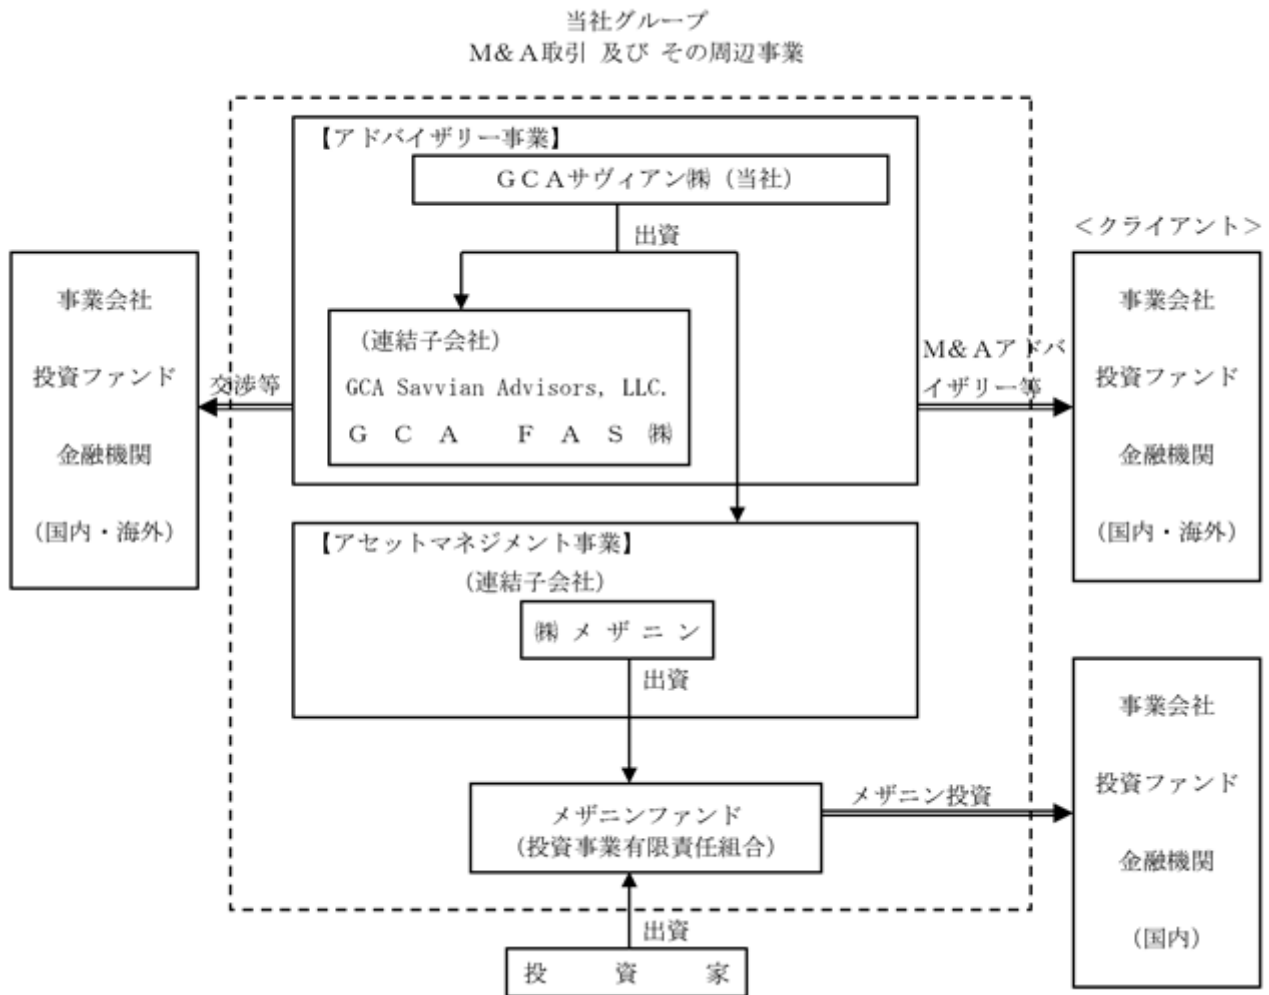 当社グループ
M&A取引 及び その周辺事業
【アドバイザリー事業】
GCAサヴィアン㈱（当社）
出資
（連結子会社）
GCA Savvian Advisors, LLC.
G C A F A S ㈱
交渉等
事業会社
投資ファンド
金融機関
（国内・海外）
M&Aアドバ
イザリー等
＜クライアント＞
事業会社
投資ファンド
金融機関
（国内・海外）
【アセットマネジメント事業】
（連結子会社）
㈱ メ ザ ニ ン
出資
メザニンファンド
（投資事業有限責任組合）
メザニン投資
事業会社
投資ファンド
金融機関
（国内）
出資
投 資 家